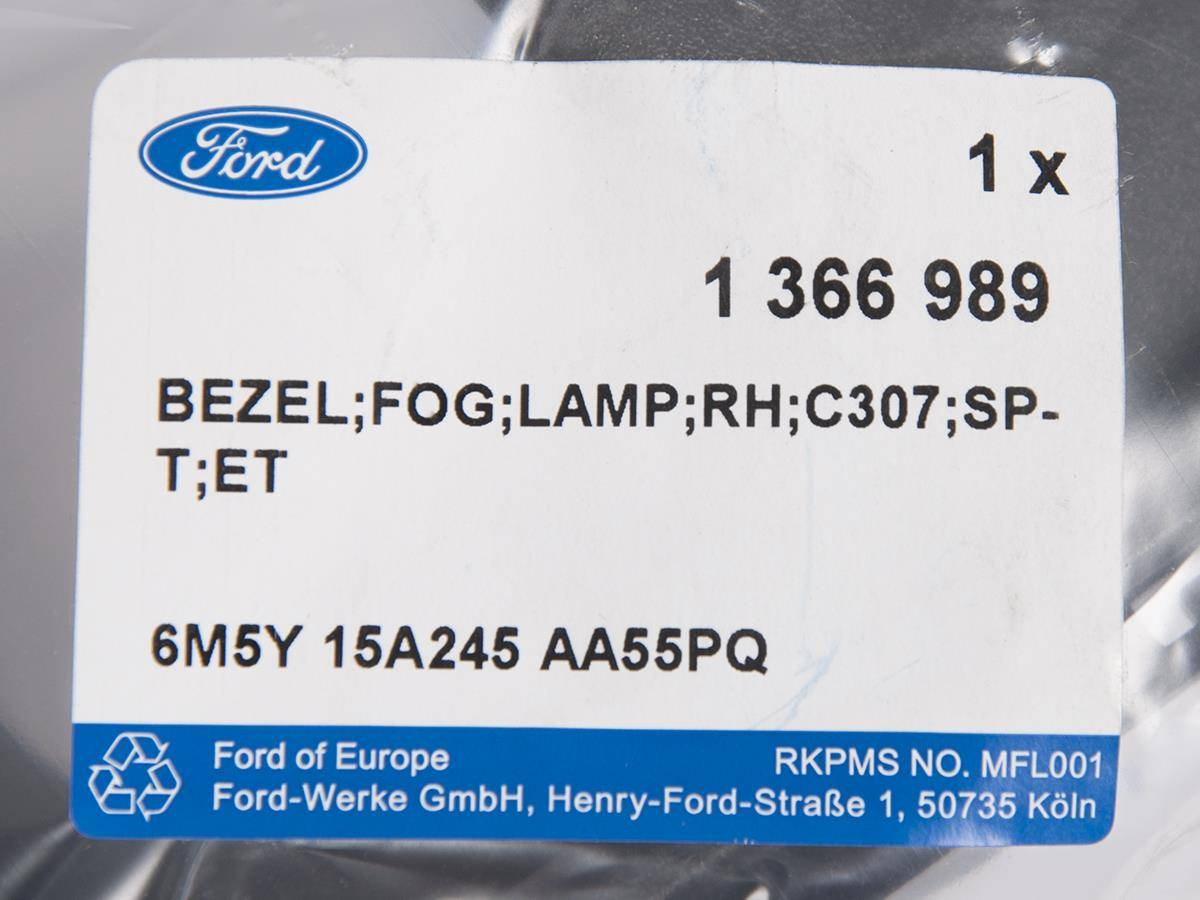 Ford
1 x
1 366 989
BEZEL;FOG;LAMP;RH;C307;SP-
T;ET
6M5Y 15A245 AA55PQ
Ford of Europe
RKPMS NO. MFL001
Ford-Werke GmbH, Henry-Ford-Straße 1, 50735 Köln